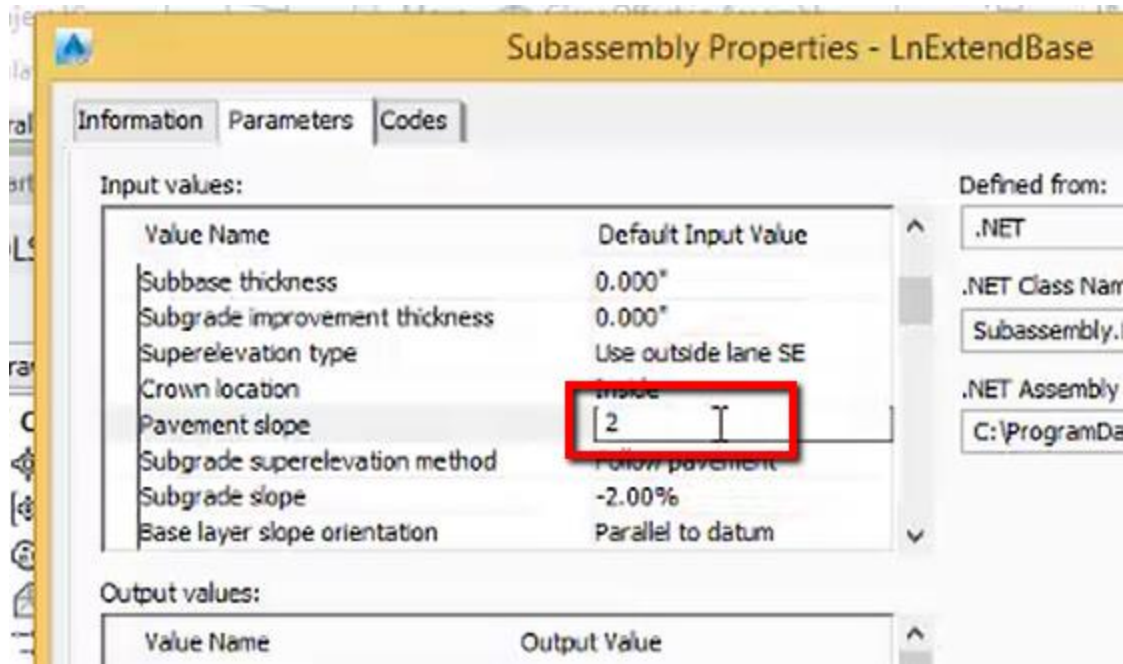 Subassembly Properties - LnExtendBase
Information Parameters Codes
Input values:
Defined from:
Value Name Default Input Value
.NET
Subbase thickness 0.000"
.NET Class Nam
Subgrade improvement thickness 0.000"
Subassembly.
Superelevation type Use outside lane SE
Crown location Inside
.NET Assembly
Pavement slope 2
C:\ProgramDa
Subgrade superelevation method Follow pavement
Subgrade slope -2.00%
Base layer slope orientation Parallel to datum
Output values:
Value Name Output Value